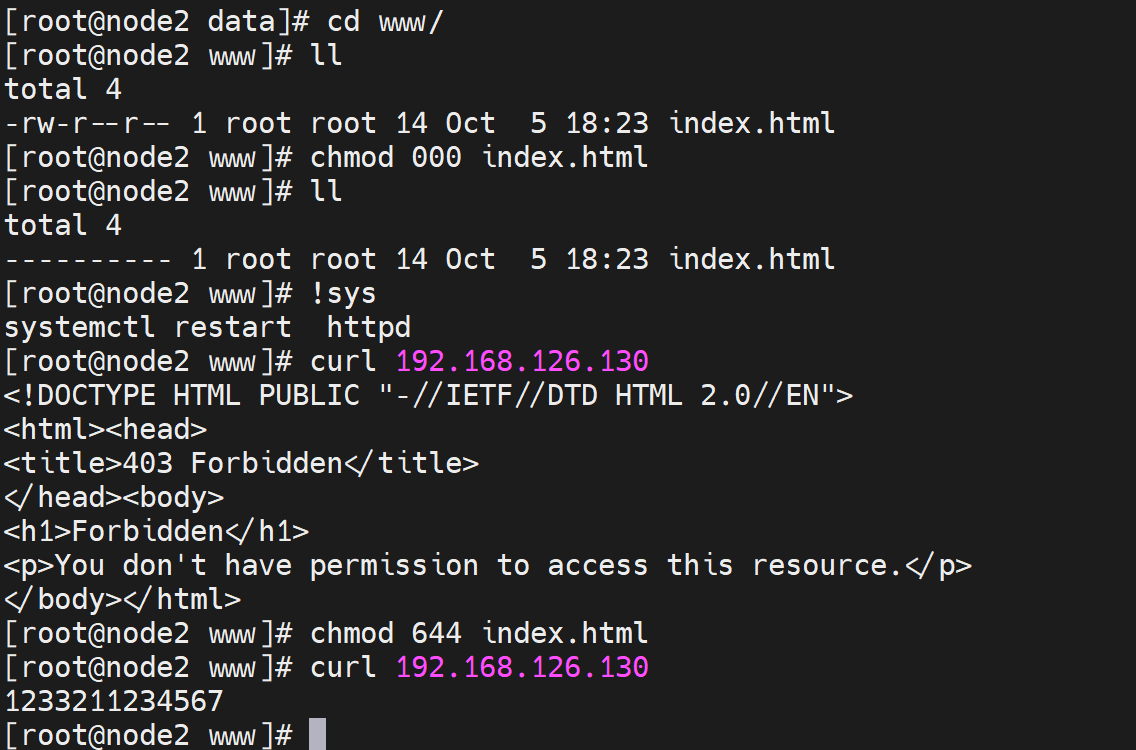 [root@node2 data]# cd www/
[root@node2 www]# ll
total 4
-rw-r--r-- 1 root root 14 Oct  5 18:23 index.html
[root@node2 www]# chmod 000 index.html
[root@node2 www]# ll
total 4
---------- 1 root root 14 Oct  5 18:23 index.html
[root@node2 www]# !sys
systemctl restart  httpd
[root@node2 www]# curl 192.168.126.130
<!DOCTYPE HTML PUBLIC "-//IETF//DTD HTML 2.0//EN">
<html><head>
<title>403 Forbidden</title>
</head><body>
<h1>Forbidden</h1>
<p>You don't have permission to access this resource.</p>
</body></html>
[root@node2 www]# chmod 644 index.html
[root@node2 www]# curl 192.168.126.130
1233211234567
[root@node2 www]#